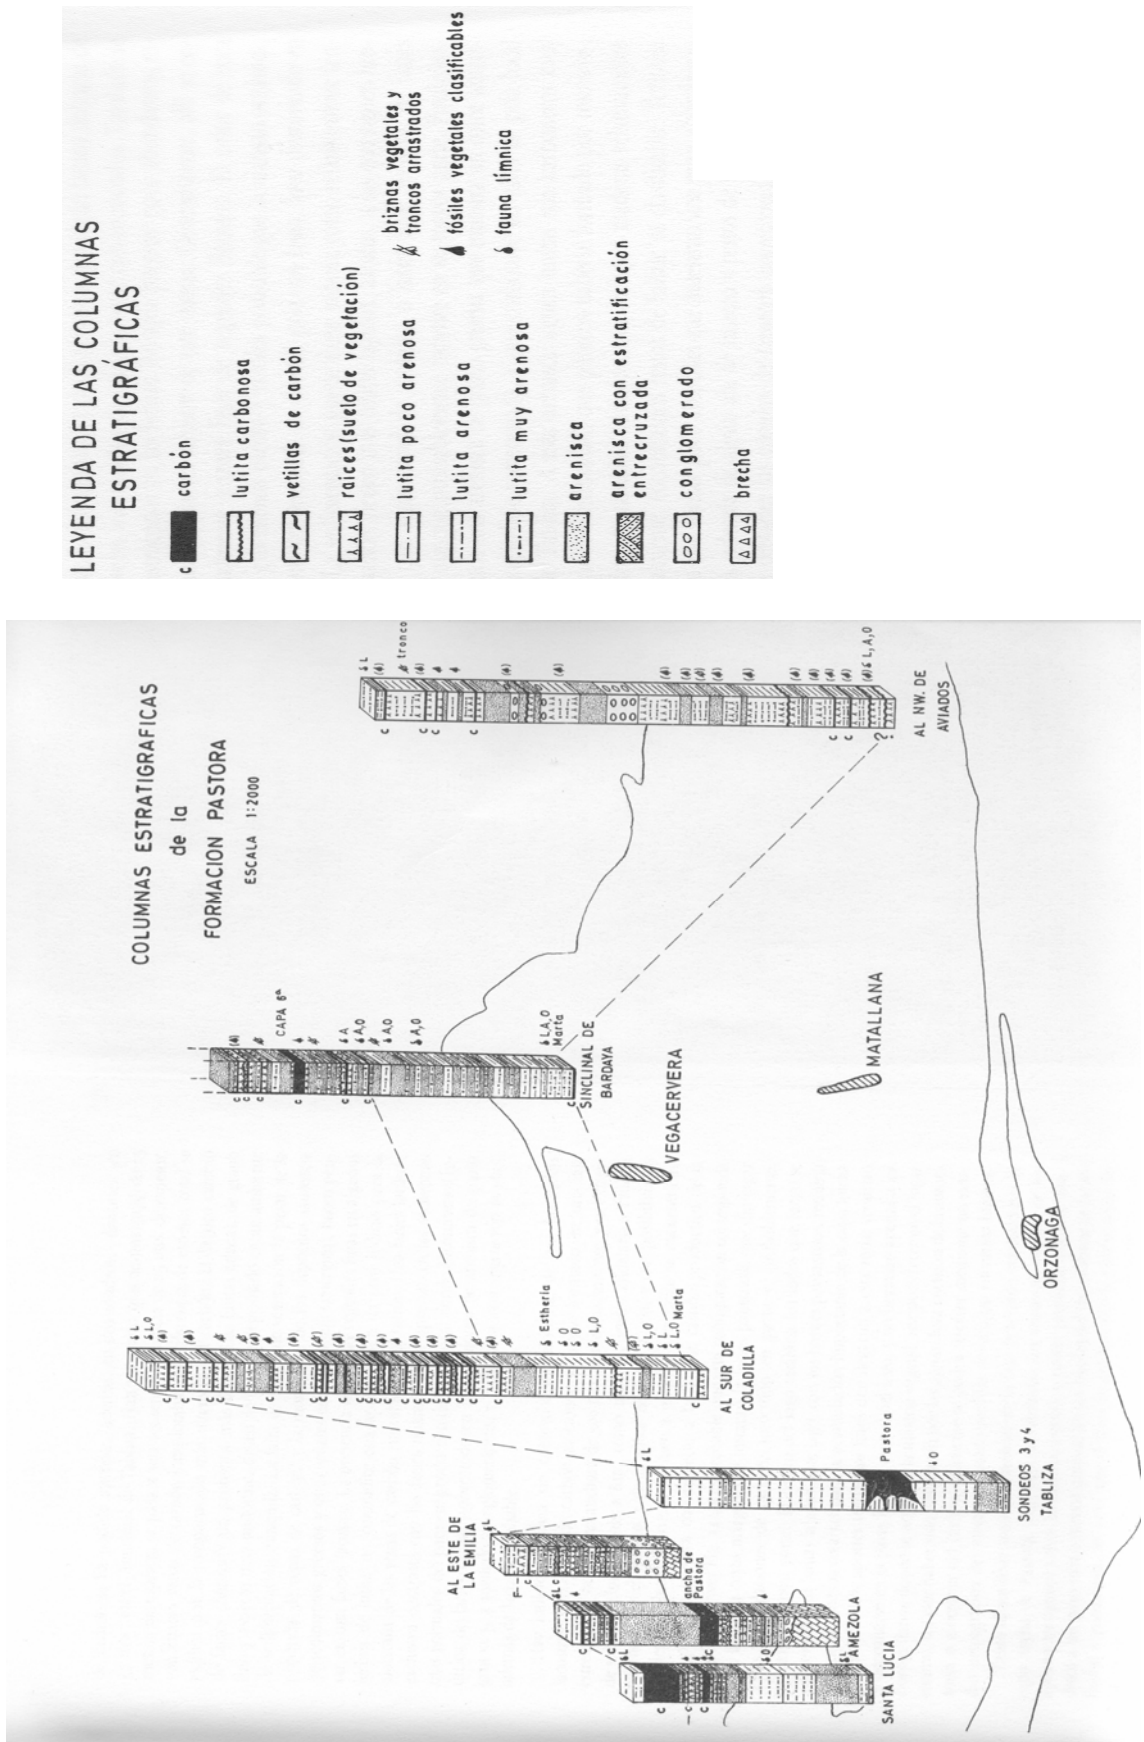 LEYENDA DE LAS COLUMNAS
ESTRATIGRÁFICAS
c carbón
lutita carbonosa
vetillas de carbón
raices (suelo de vegetación)
lutita poco arenosa
lutita arenosa
lutita muy arenosa
arenisca
arenisca con estratificación
entrecruzada
conglomerado
brecha
briznas vegetales y
troncos arrastrados
fósiles vegetales clasificables
fauna límnica
COLUMNAS ESTRATIGRAFICAS
de la
FORMACION PASTORA
ESCALA 1:2000
SANTA LUCIA
AMEZOLA
ancha de
Pastora
AL ESTE DE
LA EMILIA
SONDEOS 3 y 4
TABLIZA
Pastora
AL SUR DE
COLADILLA
Estheria
L,O Marta
SINCLINAL DE
BARDAYA
CAPA 6ª
L,A,O
Marta
AL NW. DE
AVIADOS
tronco
L,A,O
VEGACERVERA
MATALLANA
ORZONAGA